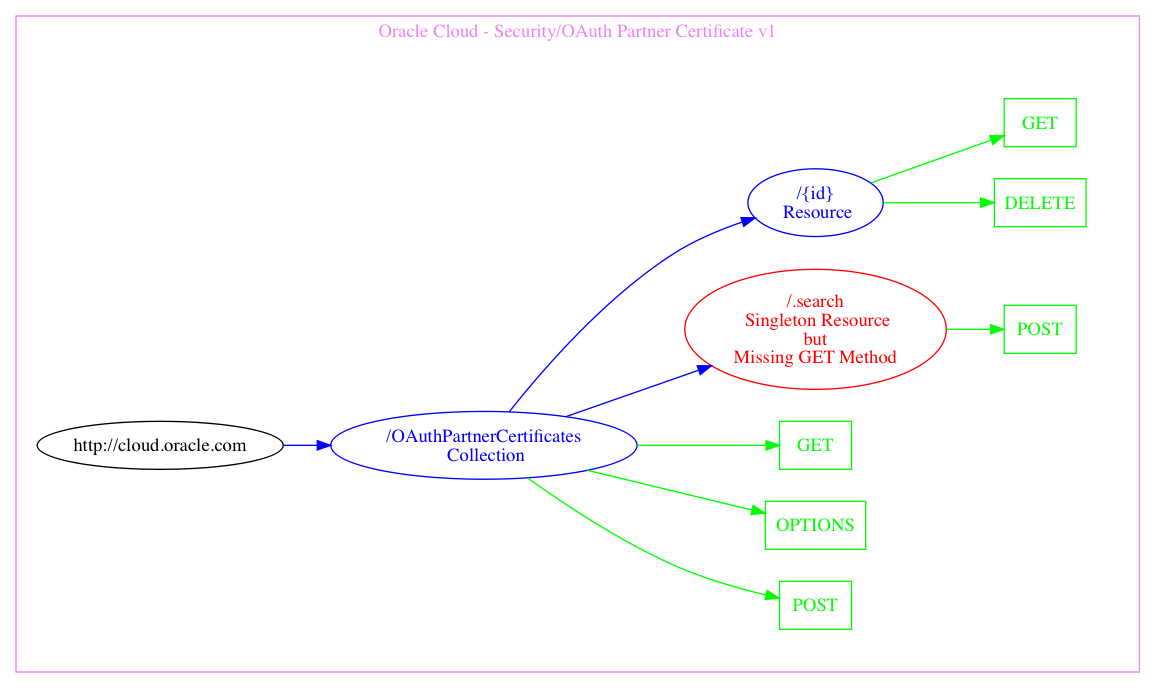 Oracle Cloud - Security/OAuth Partner Certificate v1
GET
/{id}
Resource
DELETE
/.search
Singleton Resource
but
Missing GET Method
POST
http://cloud.oracle.com
/OAuthPartnerCertificates
Collection
GET
OPTIONS
POST